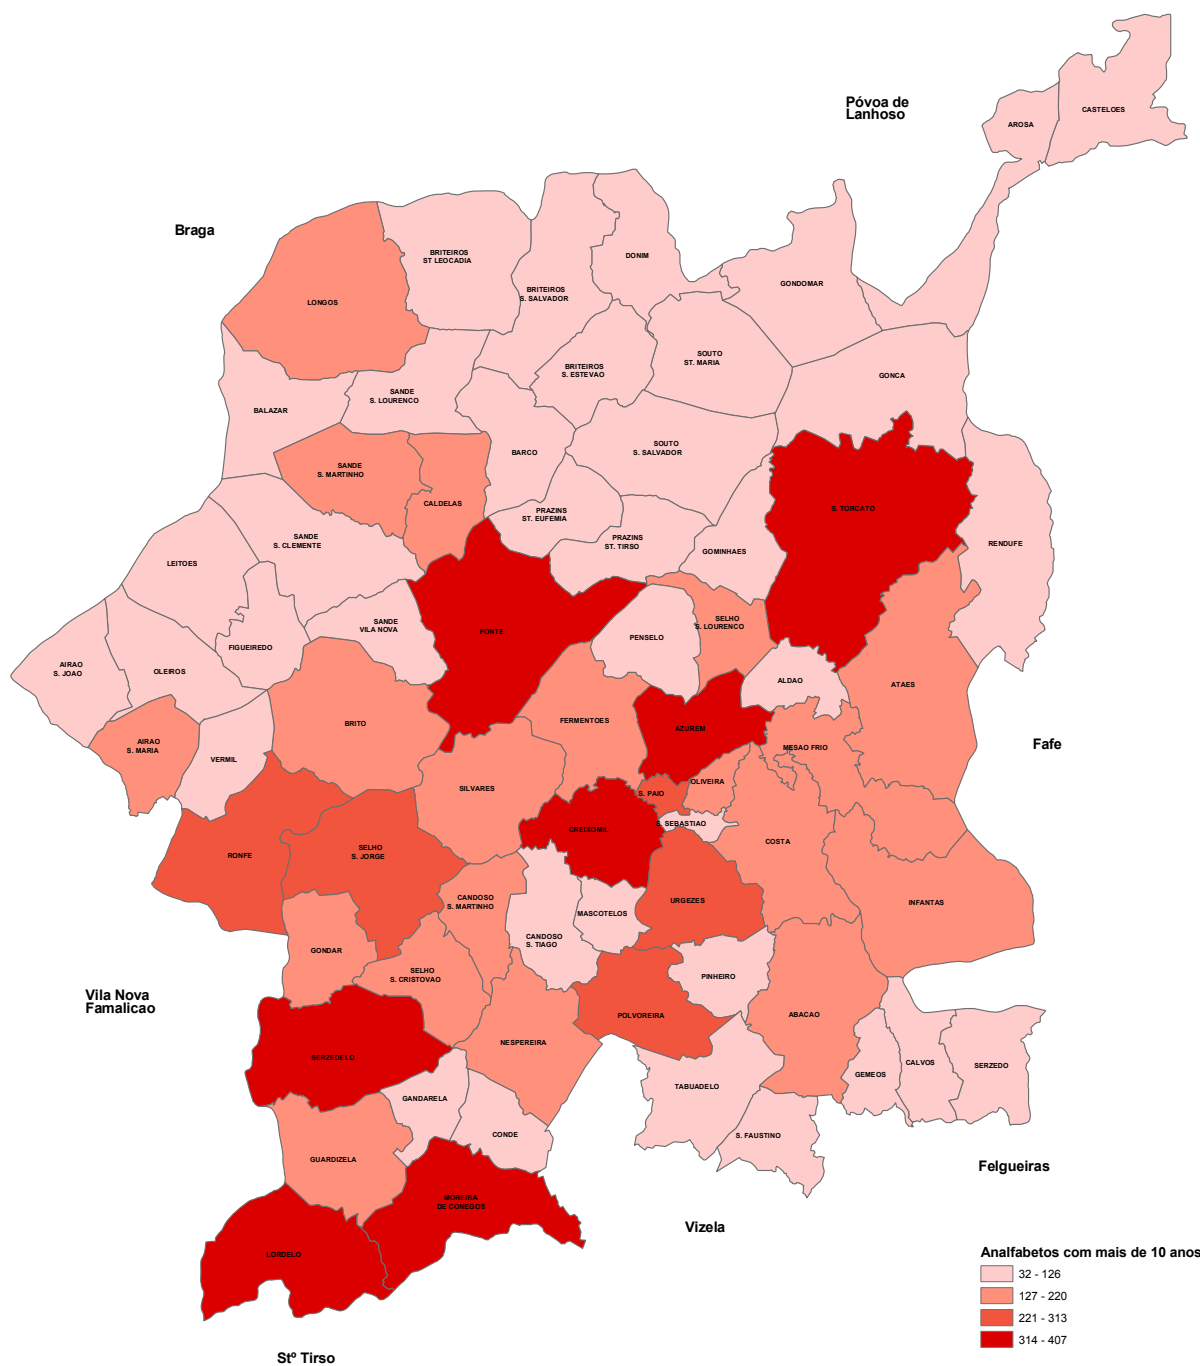 Póvoa de
Lanhoso
CASTELOES
AROSA
Braga
BRITEIROS
ST LEOCADIA
DONIM
GONDOMAR
BRITEIROS
S. SALVADOR
LONGOS
SOUTO
ST. MARIA
BRITEIROS
S. ESTEVAO
GONCA
SANDE
S. LOURENCO
BALAZAR
SOUTO
S. SALVADOR
BARCO
SANDE
S. MARTINHO
CALDELAS
S. TORCATO
PRAZINS
ST. EUFEMIA
PRAZINS
ST. TIRSO
RENDUFE
SANDE
S. CLEMENTE
GOMINHAES
LEITOES
SANDE
VILA NOVA
PONTE
PENSELO
SELHO
S. LOURENCO
FIGUEIREDO
AIRAO
S. JOAO
OLEIROS
ALDAO
ATAES
BRITO
FERMENTOES
AZUREM
AIRAO
S. MARIA
MESAO FRIO
Fafe
VERMIL
SILVARES
OLIVEIRA
S. PAIO
S. SEBASTIAO
CREIXOMIL
COSTA
RONFE
SELHO
S. JORGE
CANDOSO
S. MARTINHO
URGEZES
INFANTAS
MASCOTELOS
CANDOSO
S. TIAGO
GONDAR
SELHO
S. CRISTOVAO
PINHEIRO
Vila Nova
Famalicao
POLVOREIRA
ABACAO
NESPEREIRA
SERZEDELO
CALVOS
SERZEDO
GEMEOS
TABUADELO
GANDARELA
CONDE
S. FAUSTINO
GUARDIZELA
Felgueiras
MOREIRA
DE CONEGOS
Vizela
LORDELO
Analfabetos com mais de 10 anos
32 - 126
127 - 220
221 - 313
314 - 407
Stº Tirso